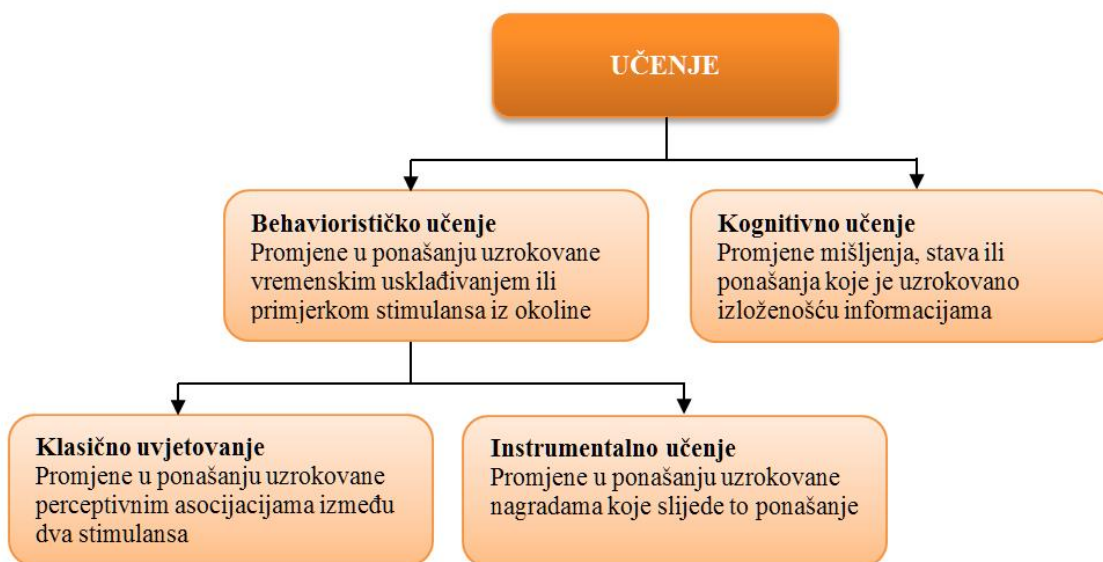 UČENJE
Behaviorističko učenje
Promjene u ponašanju uzrokovane
vremenskim usklađivanjem ili
primjerkom stimulansa iz okoline
Kognitivno učenje
Promjene mišljenja, stava ili
ponašanja koje je uzrokovano
izloženošću informacijama
Klasično uvjetovanje
Promjene u ponašanju uzrokovane
perceptivnim asocijacijama između
dva stimulansa
Instrumentalno učenje
Promjene u ponašanju uzrokovane
nagradama koje slijede to ponašanje